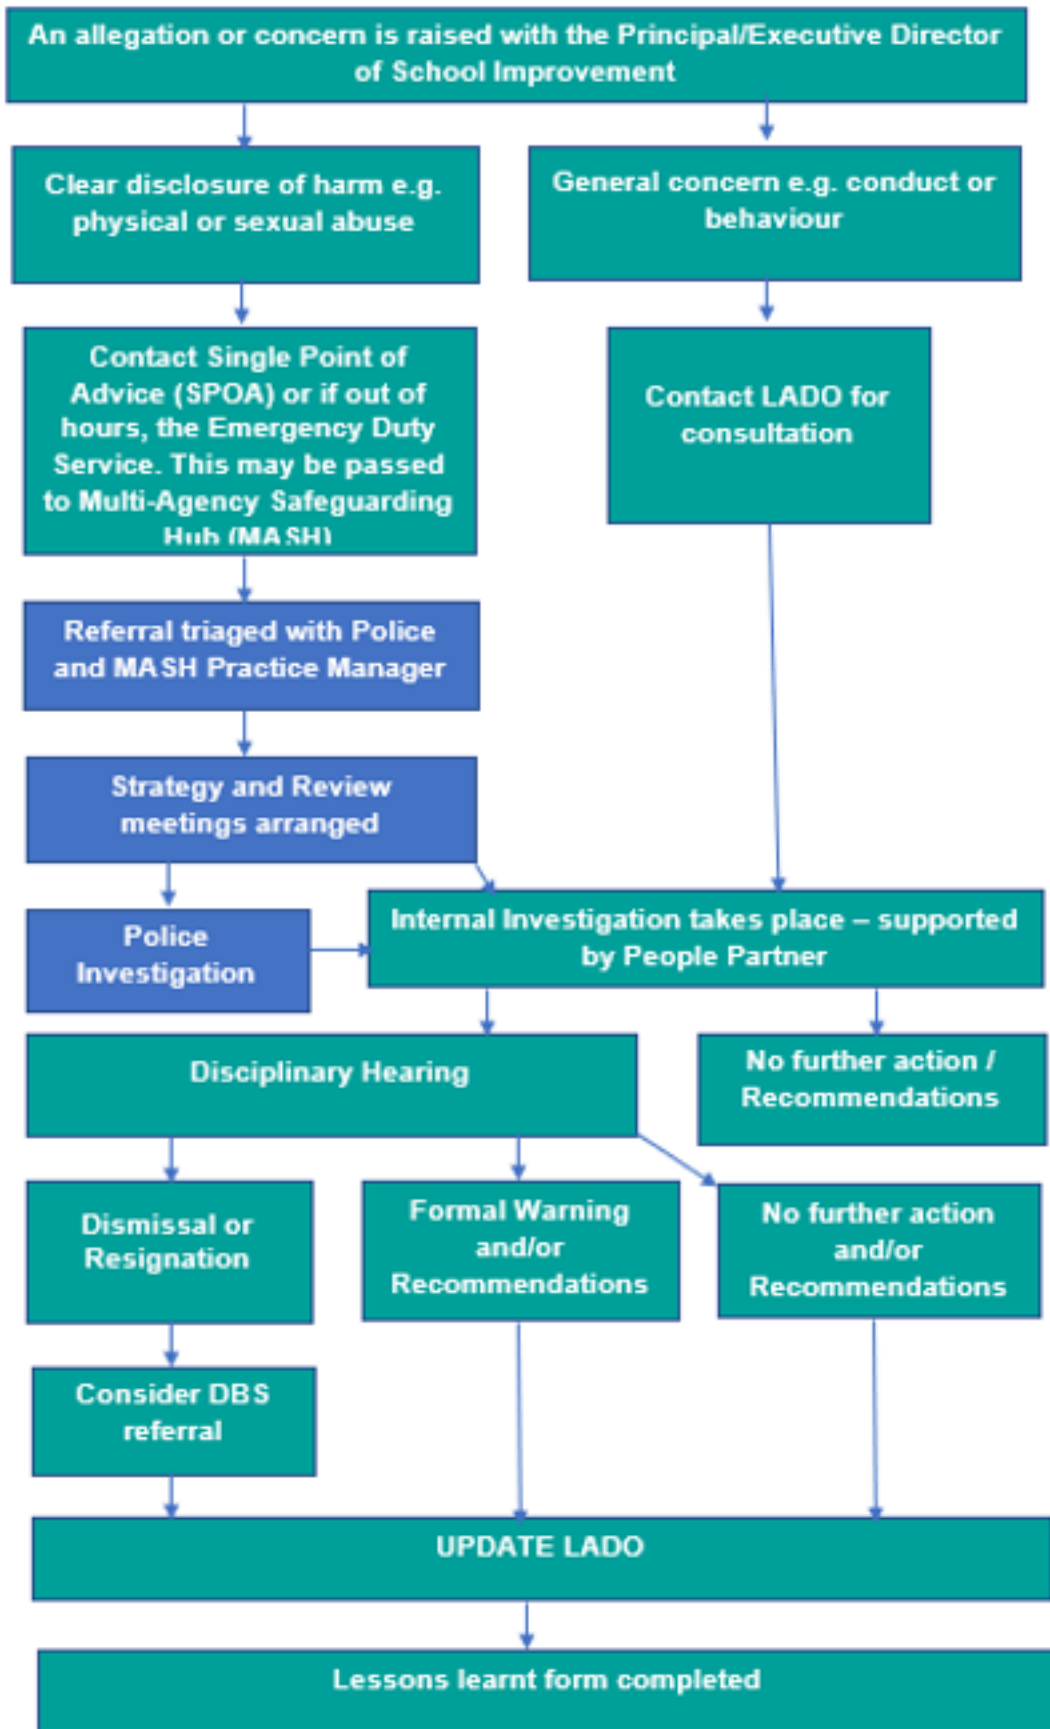 An allegation or concern is raised with the Principal/Executive Director
of School Improvement
Clear disclosure of harm e.g.
physical or sexual abuse
General concern e.g. conduct or
behaviour
Contact Single Point of
Advice (SPOA) or if out of
hours, the Emergency Duty
Service. This may be passed
to Multi-Agency Safeguarding
Hub (MASH)
Contact LADO for
consultation
Referral triaged with Police
and MASH Practice Manager
Strategy and Review
meetings arranged
Police
Investigation
Internal Investigation takes place – supported
by People Partner
Disciplinary Hearing
No further action /
Recommendations
Dismissal or
Resignation
Formal Warning
and/or
Recommendations
No further action
and/or
Recommendations
Consider DBS
referral
UPDATE LADO
Lessons learnt form completed